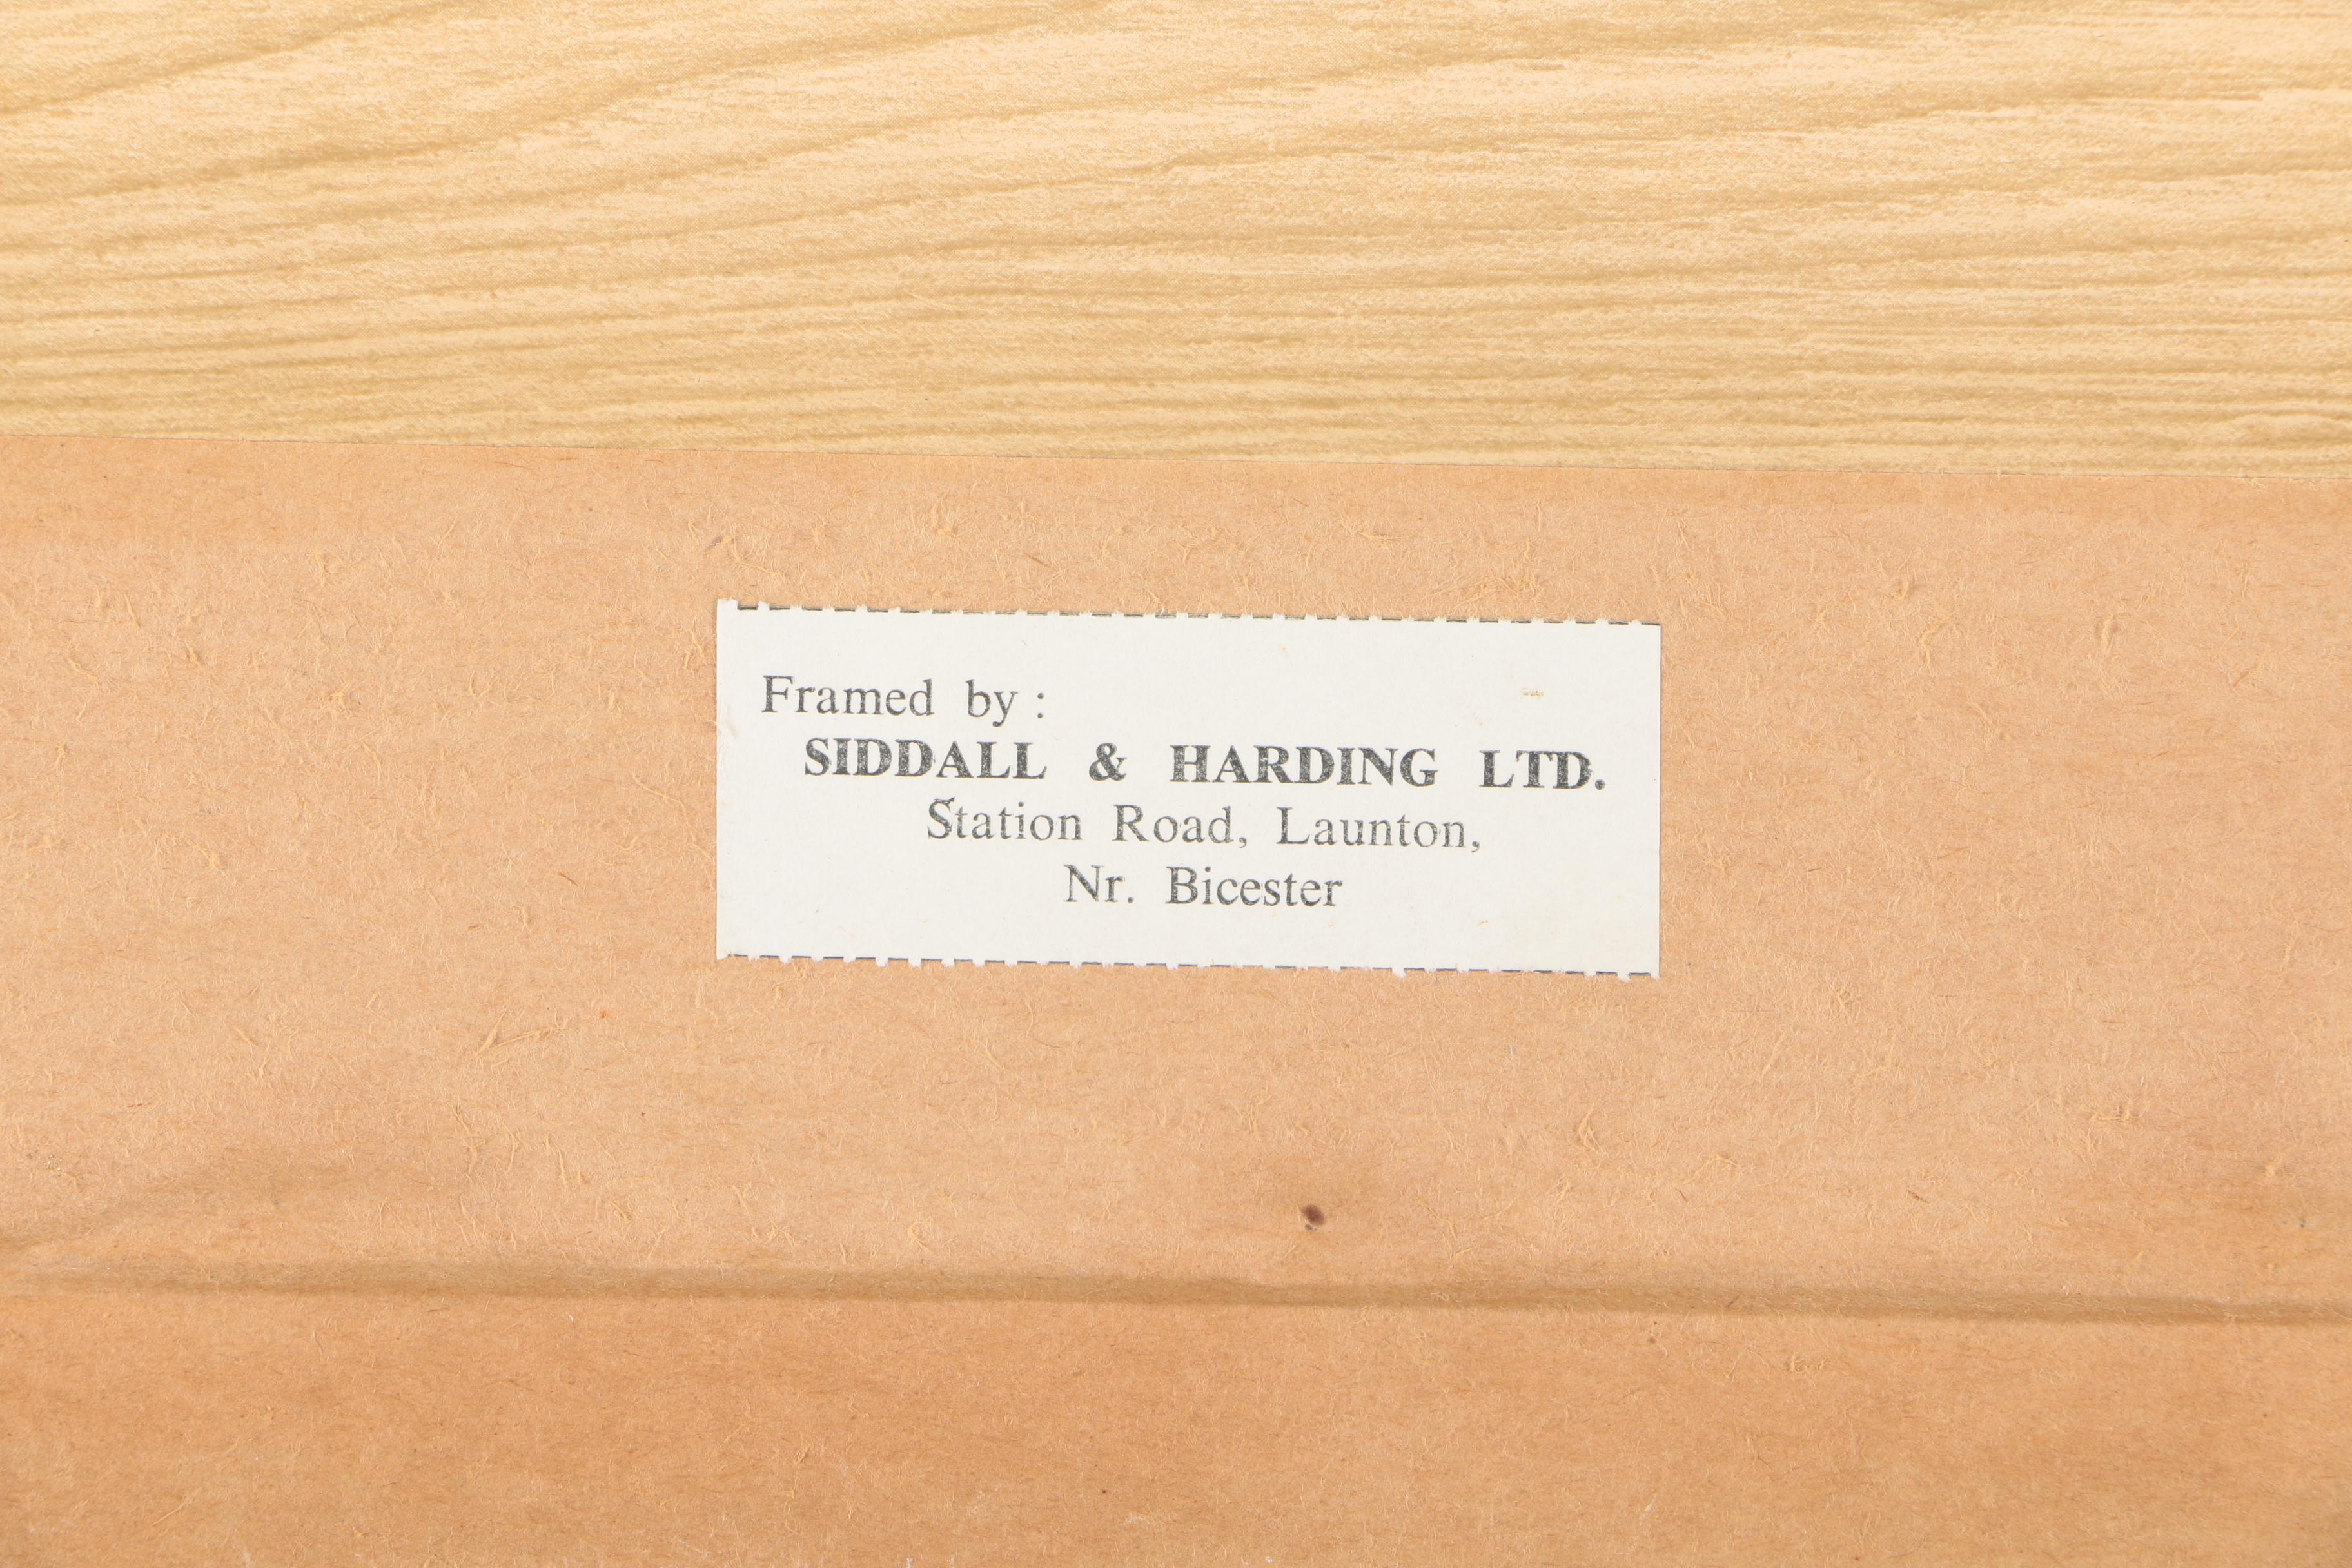 Framed by :
SIDDALL & HARDING LTD.
Station Road, Launton,
Nr. Bicester